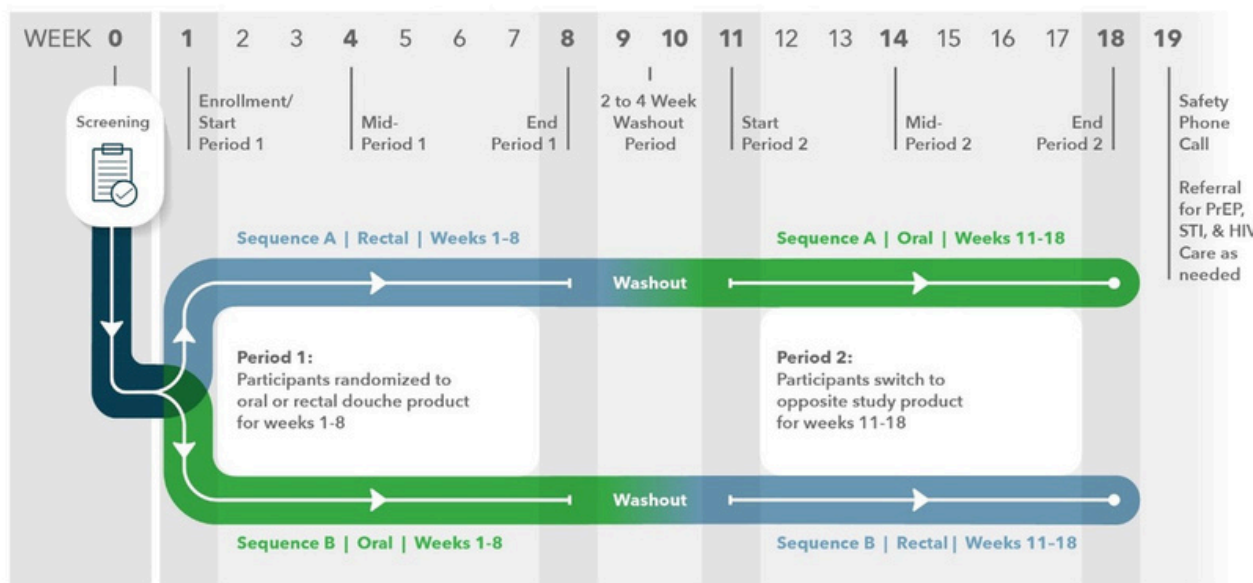 WEEK 0 1 2 3 4 5 6 7 8 9 10 11 12 13 14 15 16 17 18 19
Screening
Enrollment/
Start
Period 1
Mid-
Period 1
End
Period 1
2 to 4 Week
Washout
Period
Start
Period 2
Mid-
Period 2
End
Period 2
Safety
Phone
Call
Referral
for PrEP,
STI, & HIV
Care as
needed
Sequence A | Rectal | Weeks 1-8
Sequence A | Oral | Weeks 11-18
Washout
Period 1:
Participants randomized to
oral or rectal douche product
for weeks 1-8
Period 2:
Participants switch to
opposite study product
for weeks 11-18
Washout
Sequence B | Oral | Weeks 1-8
Sequence B | Rectal | Weeks 11-18